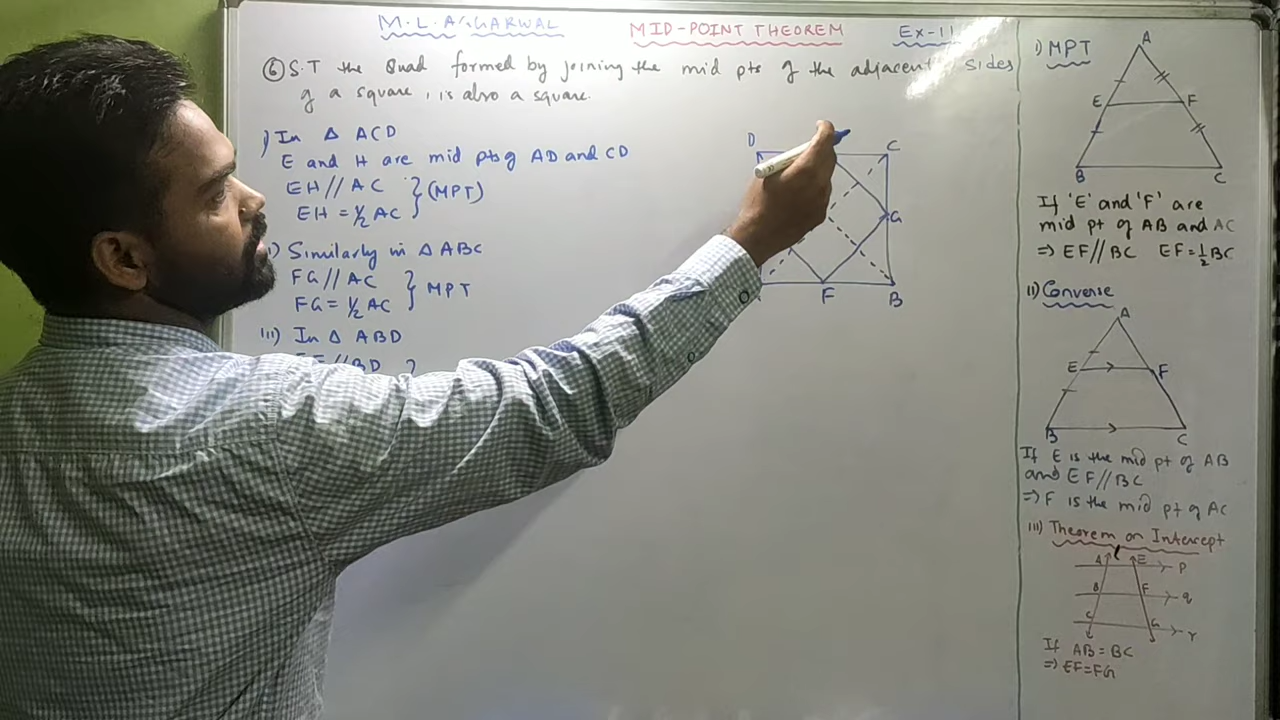 M.L. AGGARWAL
MID-POINT THEOREM
Ex-11
⑥ S.T the Quad formed by joining the mid pts of the adjacent sides
of a square, is also a square.
i) In Δ ACD
E and H are mid pts of AD and CD
EH // AC
EH = ½ AC } (MPT)
ii) Similarly in Δ ABC
FG // AC
FG = ½ AC } MPT
iii) In Δ ABD
EF // BD }
D
C
G
F
B
i) MPT
A
E
F
B
C
If 'E' and 'F' are
mid pt of AB and AC
=> EF // BC EF = ½ BC
ii) Converse
A
E
F
B
C
If E is the mid pt of AB
and EF // BC
=> F is the mid pt of AC
iii) Theorem on Intercept
A E P
B F q
C G r
If AB = BC
=> EF = FG